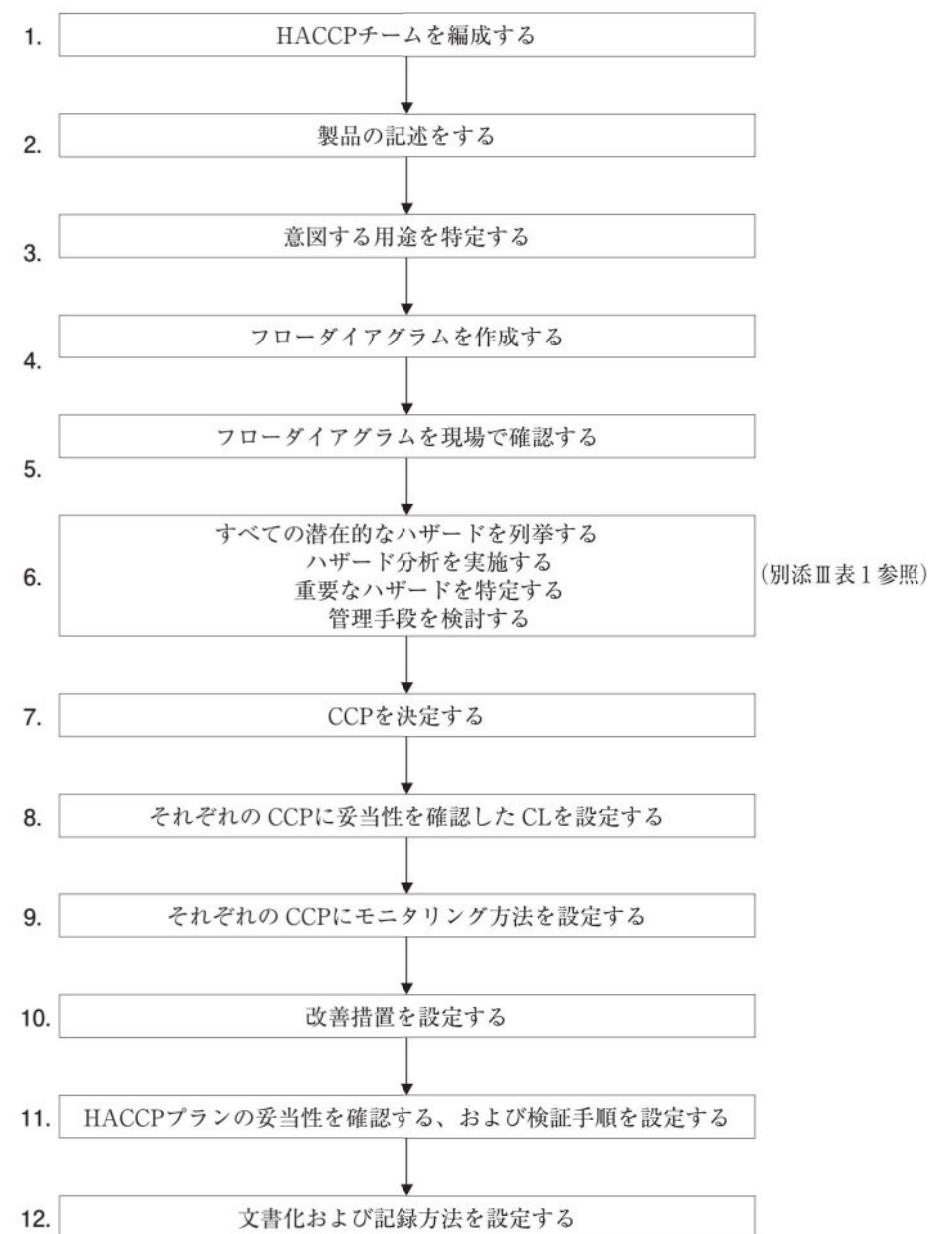 1. HACCPチームを編成する
2. 製品の記述をする
3. 意図する用途を特定する
4. フローダイアグラムを作成する
5. フローダイアグラムを現場で確認する
6. すべての潜在的なハザードを列挙する
ハザード分析を実施する
重要なハザードを特定する
管理手段を検討する
(別添Ⅲ表1参照)
7. CCPを決定する
8. それぞれの CCPに妥当性を確認した CLを設定する
9. それぞれの CCPにモニタリング方法を設定する
10. 改善措置を設定する
11. HACCPプランの妥当性を確認する、および検証手順を設定する
12. 文書化および記録方法を設定する